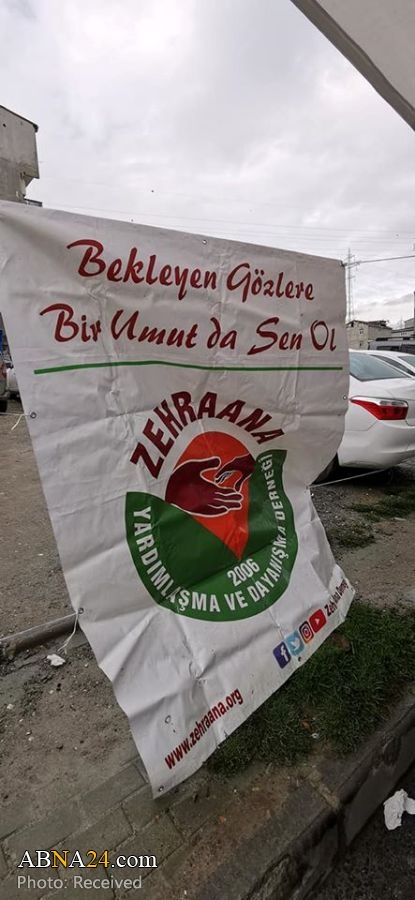 Bekleyen Gözlere
Bir Umut da Sen Ol
ZEHRAANA
2006
YARDIMLAŞMA VE DAYANIŞMA DERNEĞİ
www.zehraana.org
ABNA24.com
Photo: Received